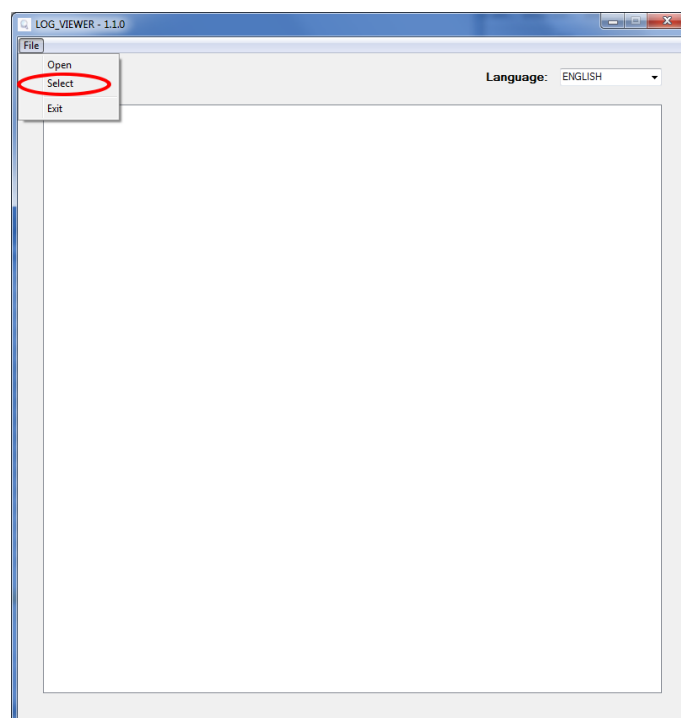 LOG_VIEWER - 1.1.0
File
Open
Select
Exit
Language: ENGLISH